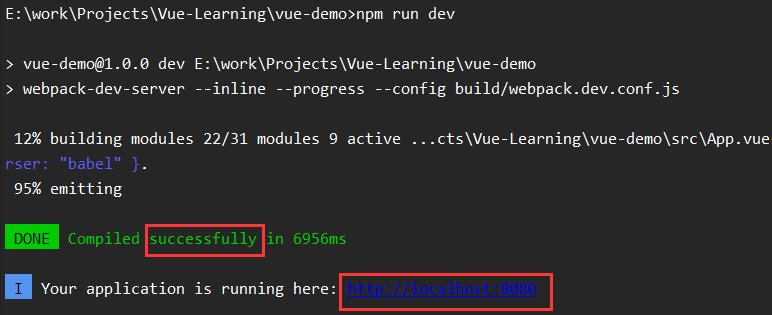 E:\work\Projects\Vue-Learning\vue-demo>npm run dev
> vue-demo@1.0.0 dev E:\work\Projects\Vue-Learning\vue-demo
> webpack-dev-server --inline --progress --config build/webpack.dev.conf.js
12% building modules 22/31 modules 9 active ...cts\Vue-Learning\vue-demo\src\App.vue
rser: "babel" }.
95% emitting
DONE Compiled successfully in 6956ms
I Your application is running here: http://localhost:8080